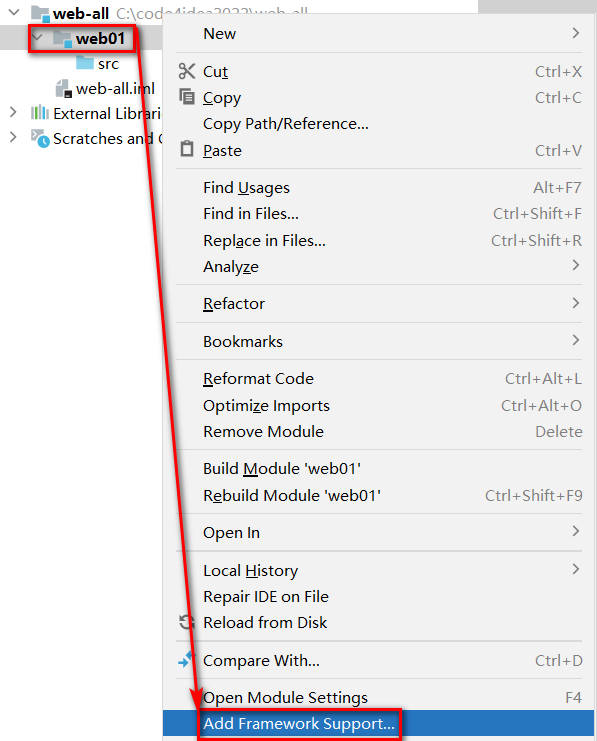 web-all C:\code4idea2022\web-all
web01
src
web-all.iml
External Librari
Scratches and
New
Cut Ctrl+X
Copy Ctrl+C
Copy Path/Reference...
Paste Ctrl+V
Find Usages Alt+F7
Find in Files... Ctrl+Shift+F
Replace in Files... Ctrl+Shift+R
Analyze
Refactor
Bookmarks
Reformat Code Ctrl+Alt+L
Optimize Imports Ctrl+Alt+O
Remove Module Delete
Build Module 'web01'
Rebuild Module 'web01' Ctrl+Shift+F9
Open In
Local History
Repair IDE on File
Reload from Disk
Compare With... Ctrl+D
Open Module Settings F4
Add Framework Support...